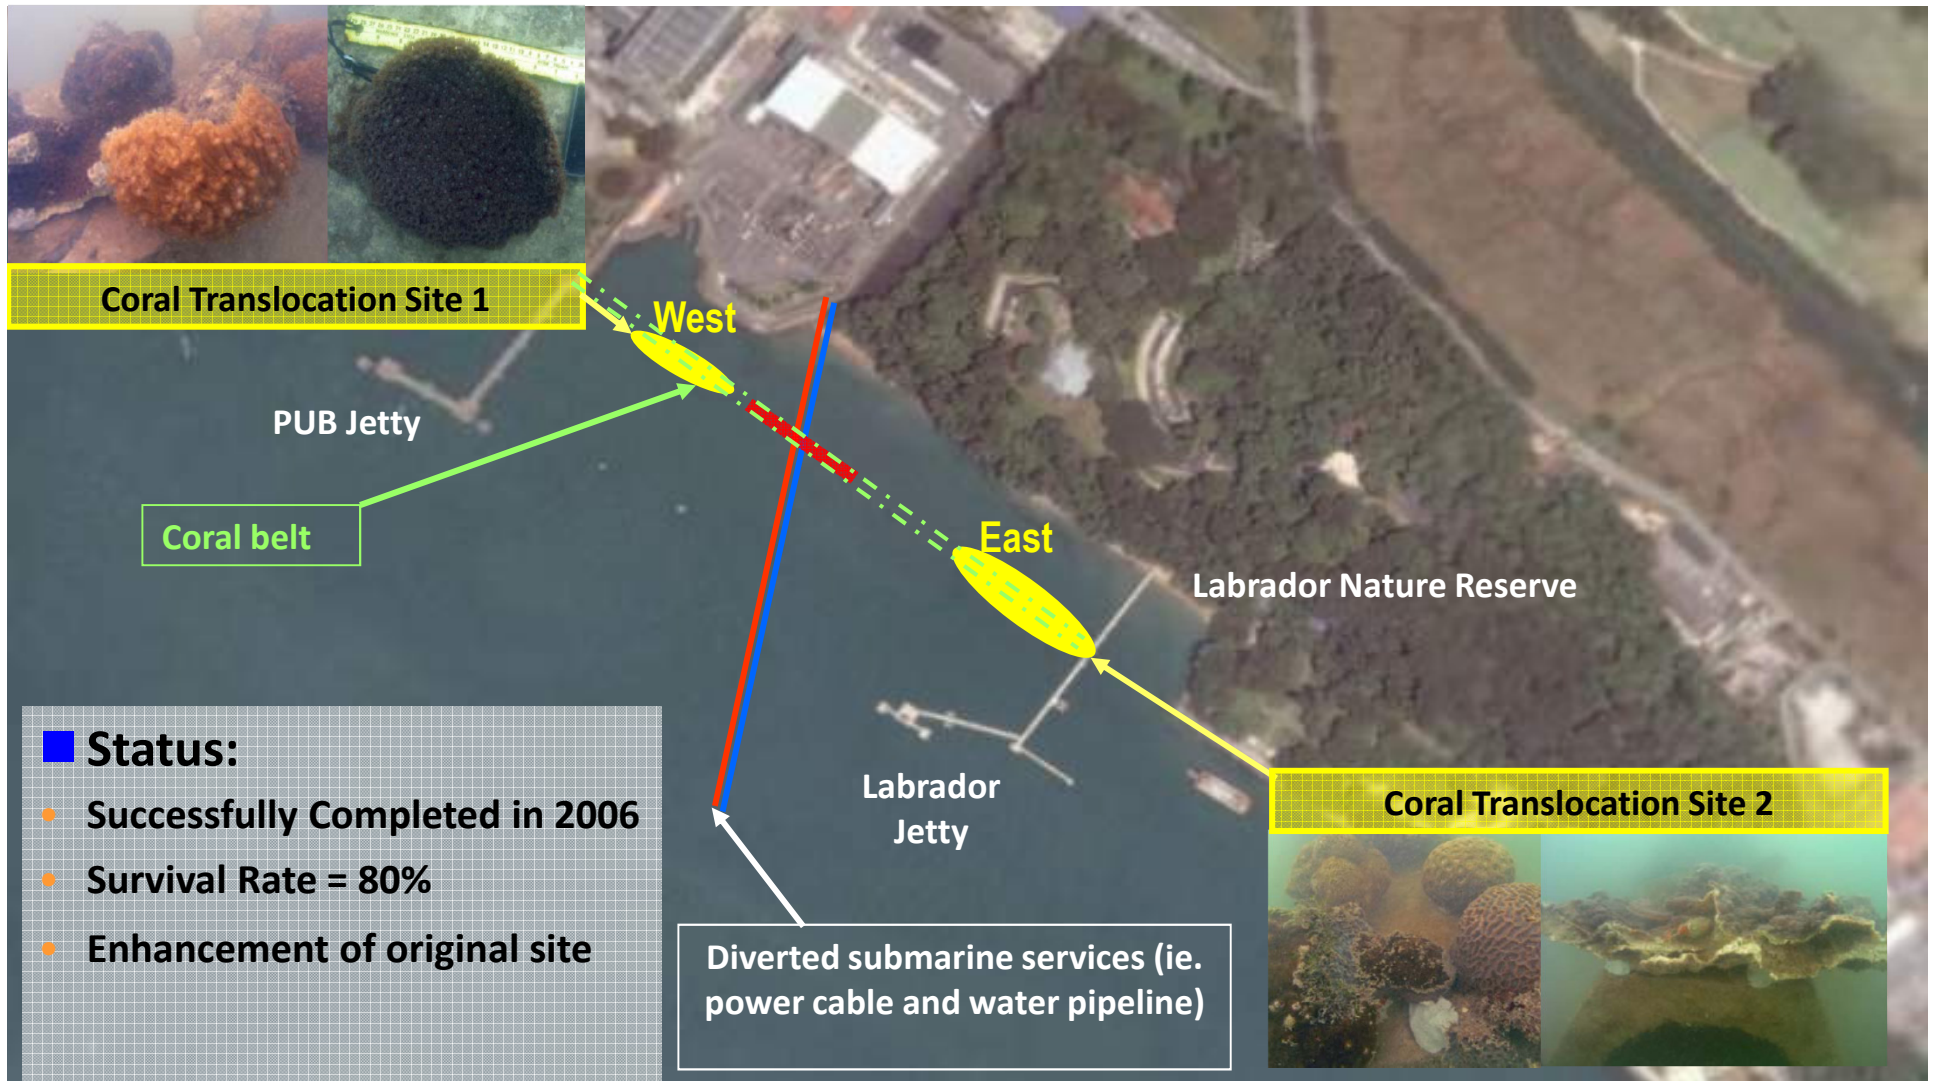 Coral Translocation Site 1
West
PUB Jetty
Coral belt
East
Labrador Nature Reserve
Status:
Successfully Completed in 2006
Survival Rate = 80%
Enhancement of original site
Labrador
Jetty
Coral Translocation Site 2
Diverted submarine services (ie.
power cable and water pipeline)